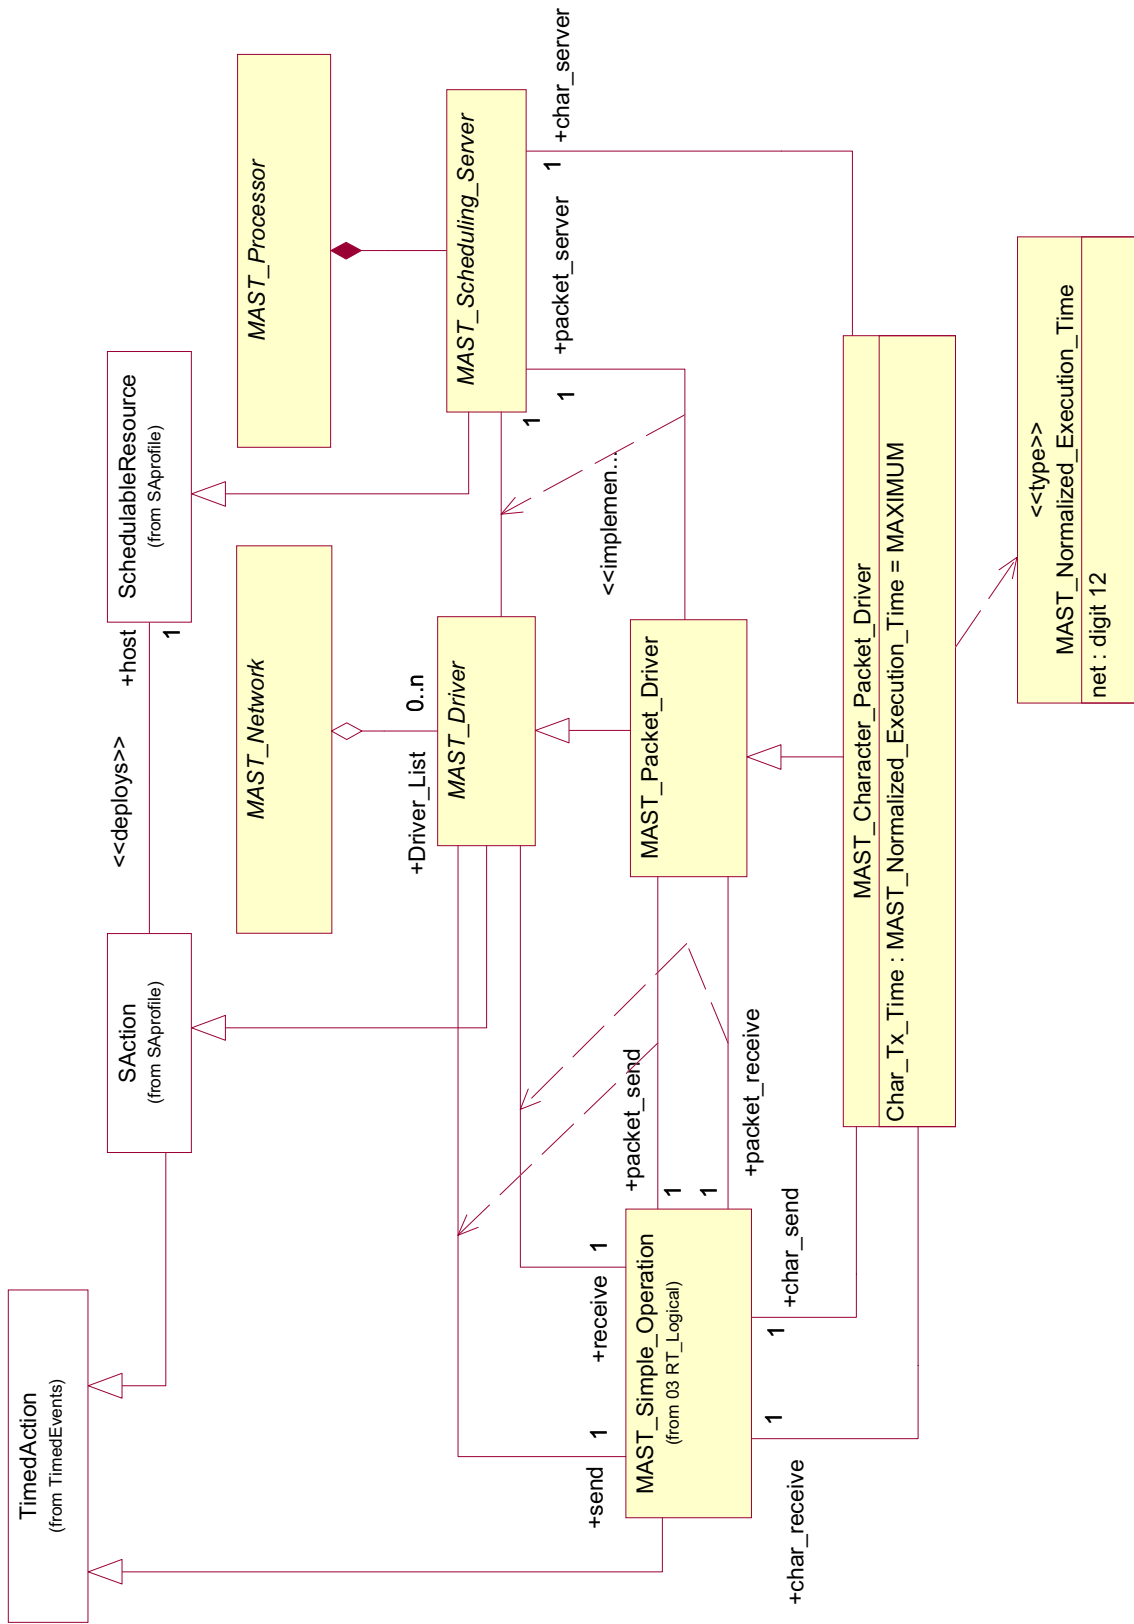 TimedAction
(from TimedEvents)
SAction
(from SAprofile)
<<deploys>>
+host
1
SchedulableResource
(from SAprofile)
MAST_Network
MAST_Processor
+Driver_List
0..n
MAST_Driver
1
MAST_Scheduling_Server
1
+packet_server
1
+char_server
<<implemen...
+send
1
+receive
1
MAST_Simple_Operation
(from 03 RT_Logical)
+packet_send
1
1
+packet_receive
MAST_Packet_Driver
+char_receive
1
1
+char_send
MAST_Character_Packet_Driver
Char_Tx_Time : MAST_Normalized_Execution_Time = MAXIMUM
<<type>>
MAST_Normalized_Execution_Time
net : digit 12